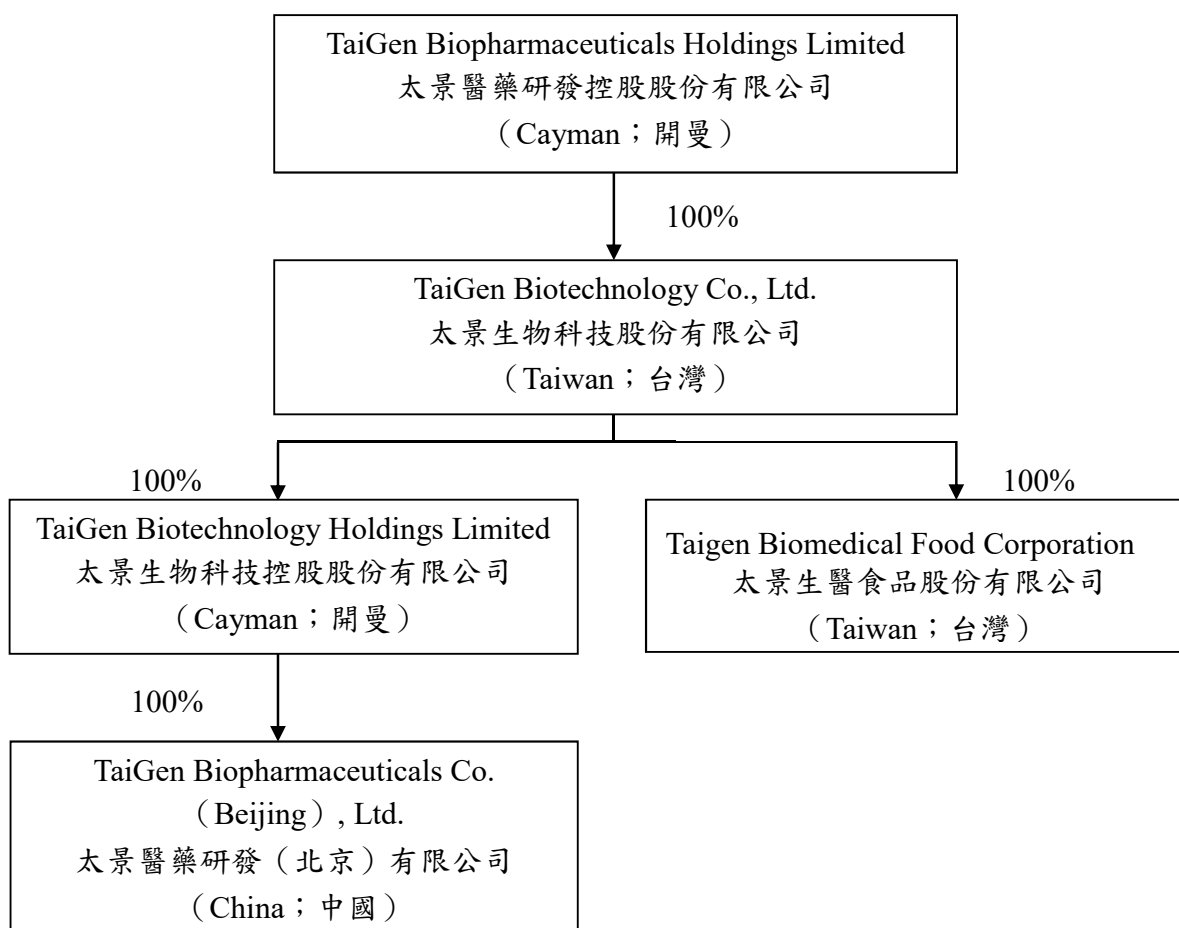 TaiGen Biopharmaceuticals Holdings Limited
太景醫藥研發控股股份有限公司
（Cayman；開曼）
100%
TaiGen Biotechnology Co., Ltd.
太景生物科技股份有限公司
（Taiwan；台灣）
100%
100%
TaiGen Biotechnology Holdings Limited
太景生物科技控股股份有限公司
（Cayman；開曼）
Taigen Biomedical Food Corporation
太景生醫食品股份有限公司
（Taiwan；台灣）
100%
TaiGen Biopharmaceuticals Co.
（Beijing）, Ltd.
太景醫藥研發（北京）有限公司
（China；中國）